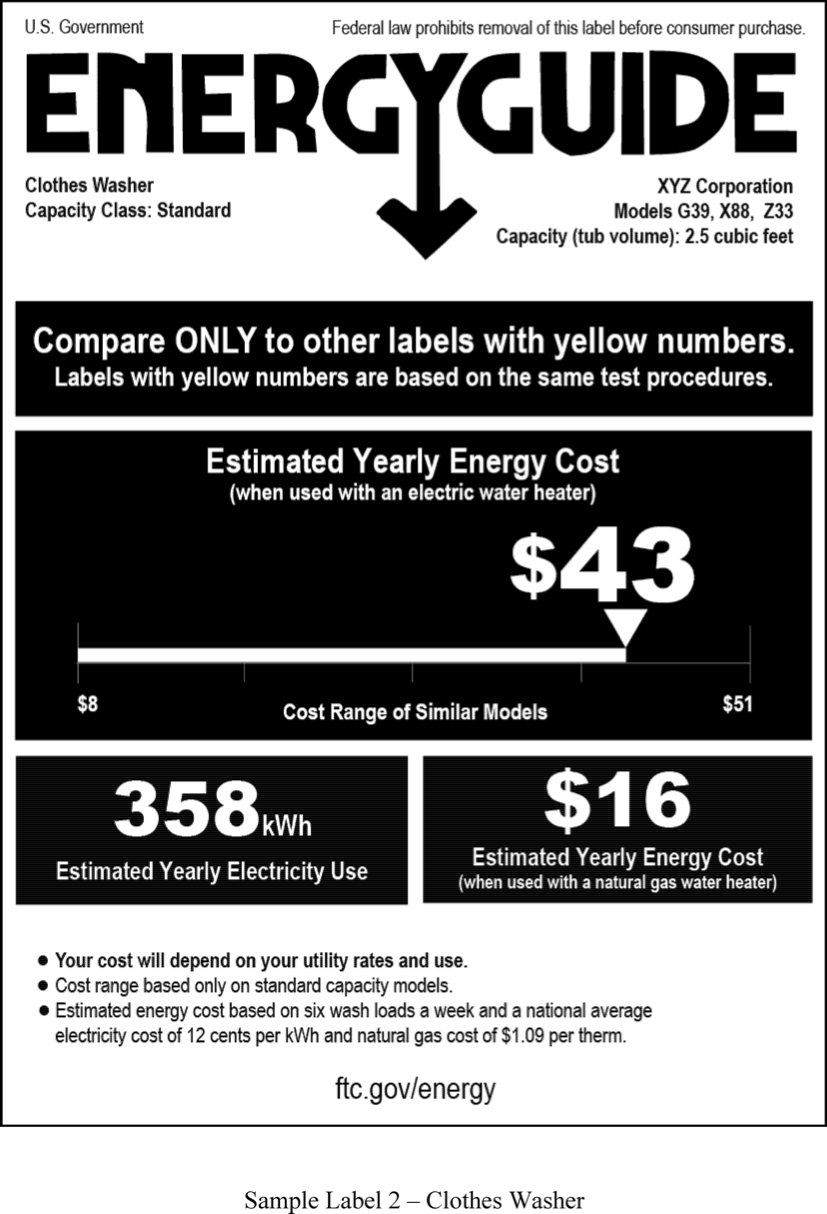 U.S. Government
Federal law prohibits removal of this label before consumer purchase.
ENERGYGUIDE
Clothes Washer
Capacity Class: Standard
XYZ Corporation
Models G39, X88, Z33
Capacity (tub volume): 2.5 cubic feet
Compare ONLY to other labels with yellow numbers.
Labels with yellow numbers are based on the same test procedures.
Estimated Yearly Energy Cost
(when used with an electric water heater)
$43
$8
Cost Range of Similar Models
$51
358kWh
Estimated Yearly Electricity Use
$16
Estimated Yearly Energy Cost
(when used with a natural gas water heater)
● Your cost will depend on your utility rates and use.
● Cost range based only on standard capacity models.
● Estimated energy cost based on six wash loads a week and a national average
electricity cost of 12 cents per kWh and natural gas cost of $1.09 per therm.
ftc.gov/energy
Sample Label 2 – Clothes Washer